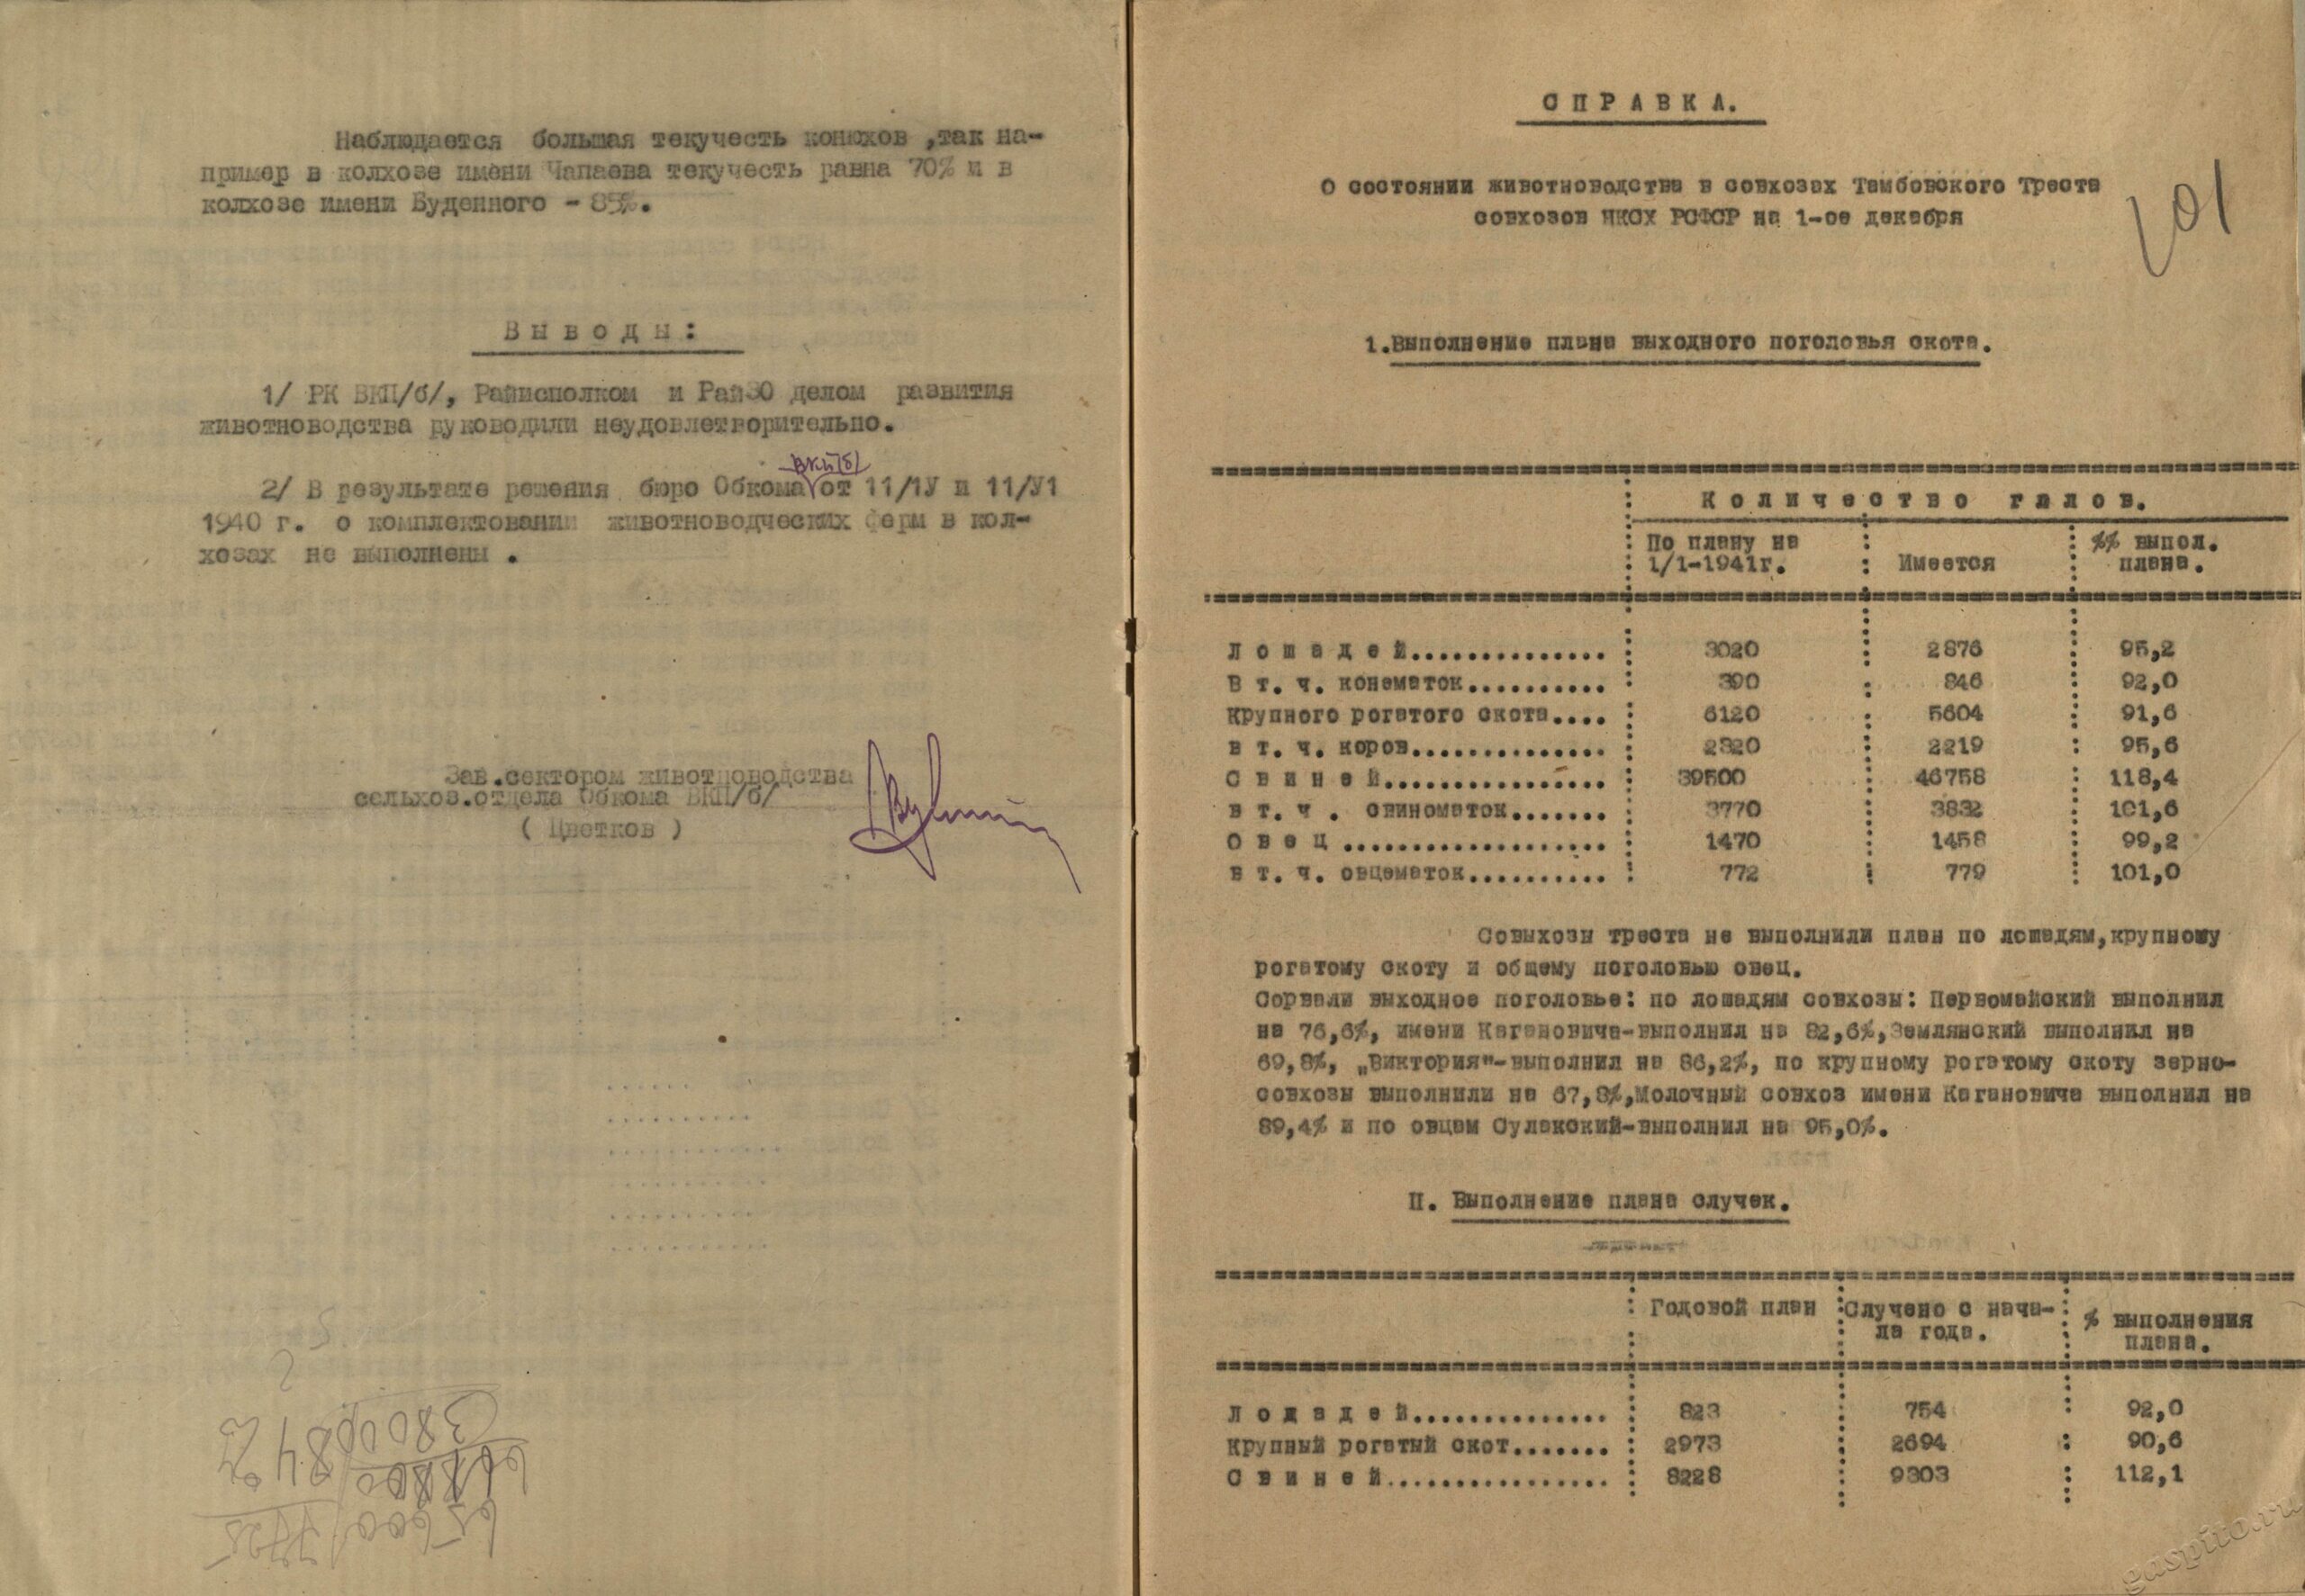 Наблюдается большая текучесть конюхов ,так на-
пример в колхозе имени Чапаева текучесть равна 70% и в
колхозе имени Буденного - 85%.
Выводы:
1/ РК ВКП/б/, Райисполком и РайЗО делом развития
животноводства руководили неудовлетворительно.
ВКП(б)
2/ В результате решения бюро Обкома от 11/1У и 11/У1
1940 г. о комплектовании животноводческих ферм в кол-
хозах не выполнены .
Зав.сектором животноводства
сельхоз.отдела Обкома ВКП/б/
( Цветков )
СПРАВКА.
О состоянии животноводства в совхозах Тамбовского Треста
совхозов НКСХ РСФСР на 1-ое декабря
101
1.Выполнение плана выходного поголовья скота.
Количество галов.
По плану на 1/1-1941г. : Имеется : %% выпол. плана.
Лошадей.............. : 3020 : 2876 : 95,2
В т. ч. конематок.......... : 390 : 846 : 92,0
Крупного рогатого скота.... : 6120 : 5604 : 91,6
в т. ч. коров.............. : 2320 : 2219 : 95,6
Свиней................ : 39500 : 46758 : 118,4
в т. ч . свиноматок....... : 3770 : 3832 : 101,6
Овец ................... : 1470 : 1458 : 99,2
в т. ч. овцематок.......... : 772 : 779 : 101,0
Совыхозы треста не выполнили план по лошадям,крупному
рогатому скоту и общему поголовью овец.
Сорвали выходное поголовье: по лошадям совхозы: Первомайский выполнил
на 76,6%, имени Кагановича-выполнил на 82,6%,Землянский выполнил на
69,8%, „Виктория"-выполнил на 86,2%, по крупному рогатому скоту зерно-
совхозы выполнили на 67,8%,Молочный совхоз имени Кагановича выполнил на
89,4% и по овцам Сулакский-выполнил на 95,0%.
II. Выполнение плана случек.
: Годовой план : Случено с нача-ла года. : % выполнения плана.
Лошадей.............. : 823 : 754 : 92,0
Крупный рогатый скот....... : 2973 : 2694 : 90,6
Свиней................ : 8228 : 9303 : 112,1
gaspito.ru